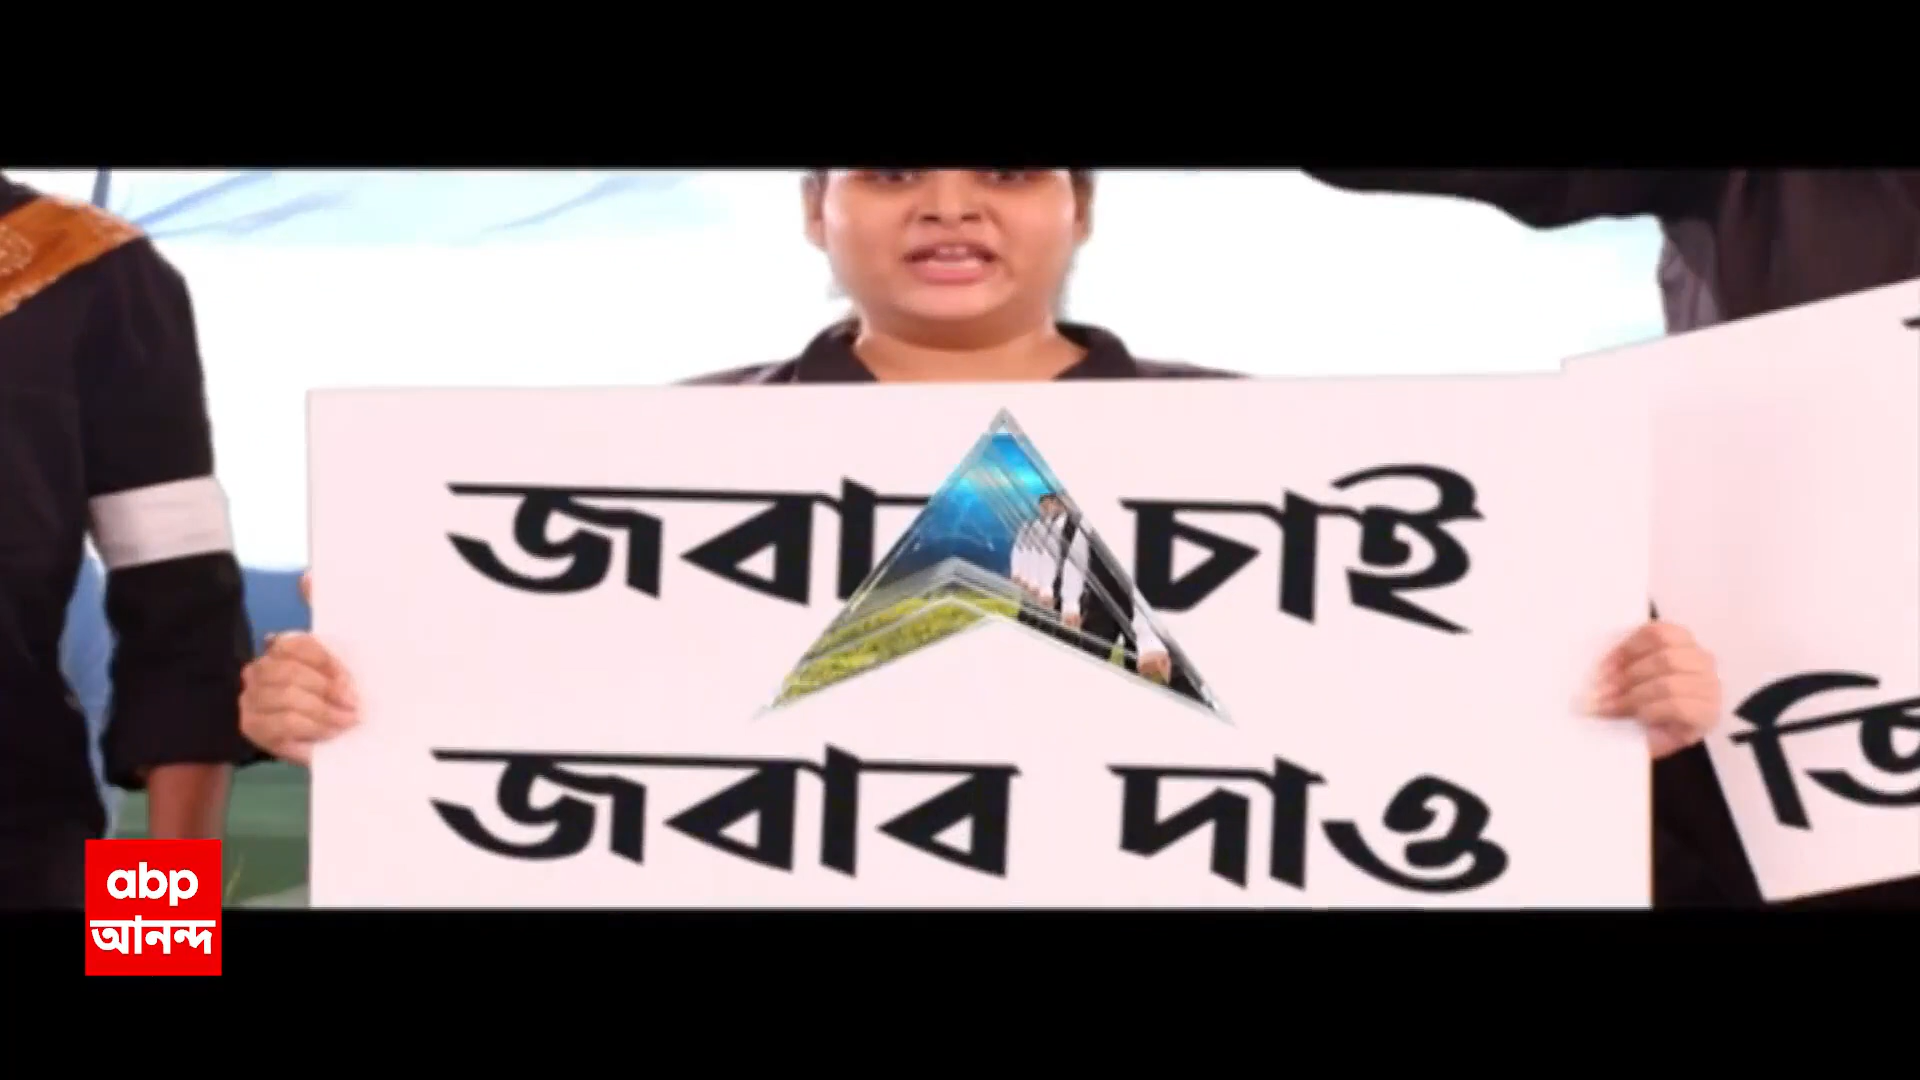 জবাব চাই
জবাব দাও
abp
আনন্দ